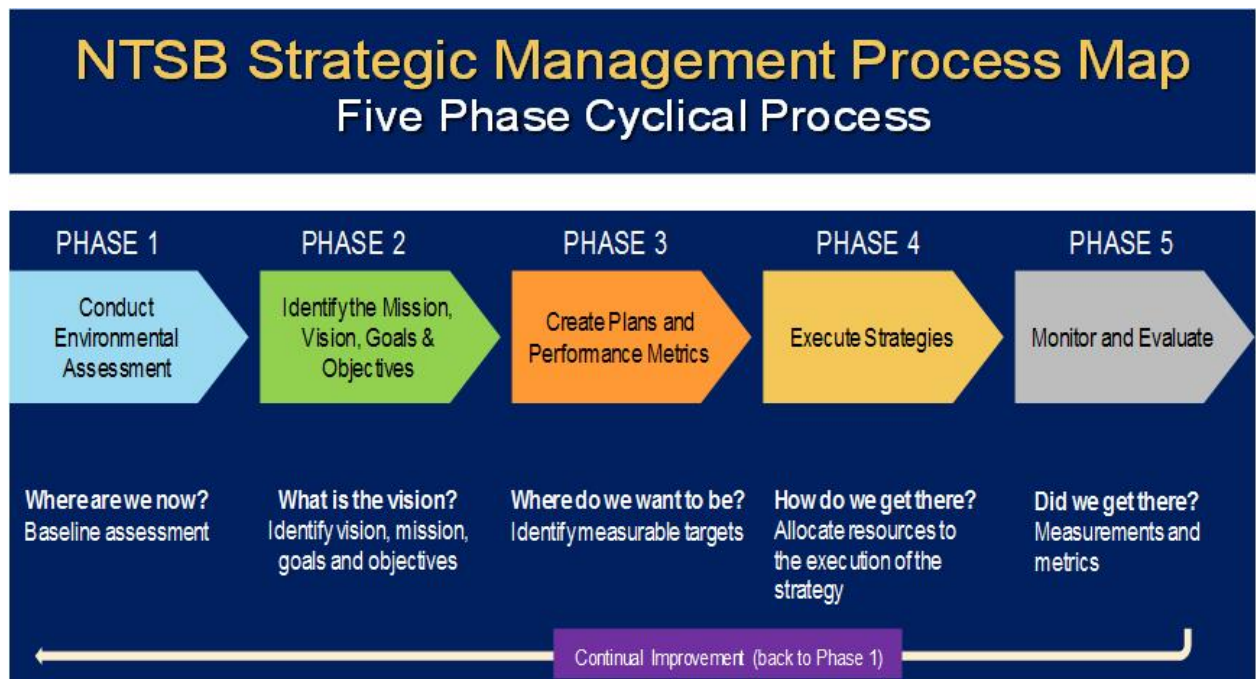 NTSB Strategic Management Process Map
Five Phase Cyclical Process
PHASE 1
Conduct
Environmental
Assessment
Where are we now?
Baseline assessment
PHASE 2
Identify the Mission,
Vision, Goals &
Objectives
What is the vision?
Identify vision, mission,
goals and objectives
PHASE 3
Create Plans and
Performance Metrics
Where do we want to be?
Identify measurable targets
PHASE 4
Execute Strategies
How do we get there?
Allocate resources to
the execution of the
strategy
PHASE 5
Monitor and Evaluate
Did we get there?
Measurements and
metrics
Continual Improvement (back to Phase 1)